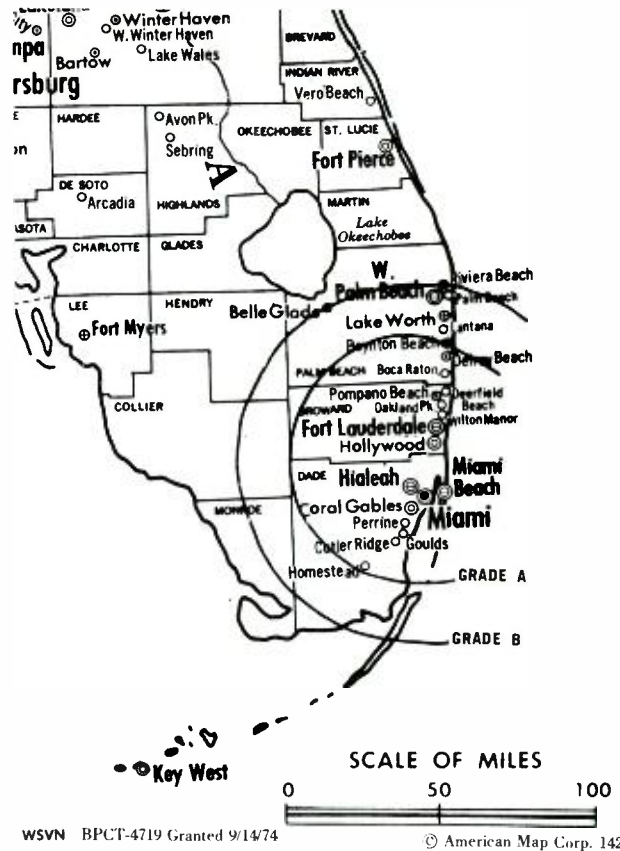 Winter Haven
W. Winter Haven
Lake Wales
Bartow
BREVARD
INDIAN RIVER
Vero Beach
HARDEE
Avon Pk.
Sebring
OKEECHOBEE
ST. LUCIE
Fort Pierce
A
DE SOTO
Arcadia
HIGHLANDS
MARTIN
Lake
Okeechobee
CHARLOTTE
GLADES
W.
Palm Beach
Riviera Beach
Palm Beach
LEE
HENDRY
Belle Glade
Fort Myers
Lake Worth
Lantana
Boynton Beach
Delray Beach
PALM BEACH
Boca Raton
COLLIER
Pompano Beach
Deerfield
Beach
BROWARD
Oakland Pk
Wilton Manor
Fort Lauderdale
Hollywood
DADE
Hialeah
Miami
Beach
MONROE
Coral Gables
Miami
Perrine
Cutler Ridge
Goulds
Homestead
GRADE A
GRADE B
Key West
SCALE OF MILES
0 50 100
WSVN BPCT-4719 Granted 9/14/74
© American Map Corp. 142